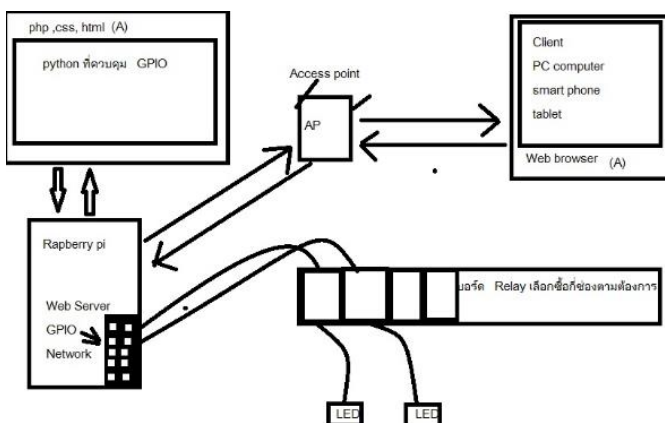 php ,css, html (A)
python ที่ควบคุม GPIO
Access point
AP
Client
PC computer
smart phone
tablet
Web browser (A)
Rapberry pi
Web Server
GPIO
Network
บอร์ด Relay เลือกซื้อกี่ช่องตามต้องการ
LED
LED